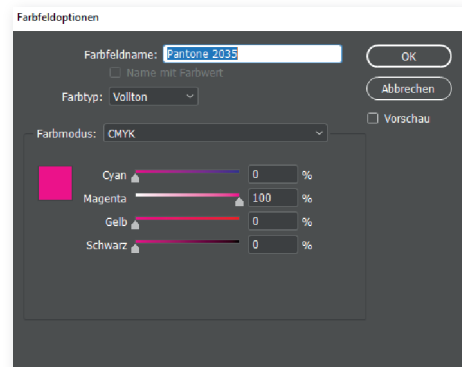 Farbfeldoptionen
Farbfeldname: Pantone 2035
Name mit Farbwert
Farbtyp: Vollton
Farbmodus: CMYK
Cyan 0 %
Magenta 100 %
Gelb 0 %
Schwarz 0 %
OK
Abbrechen
Vorschau